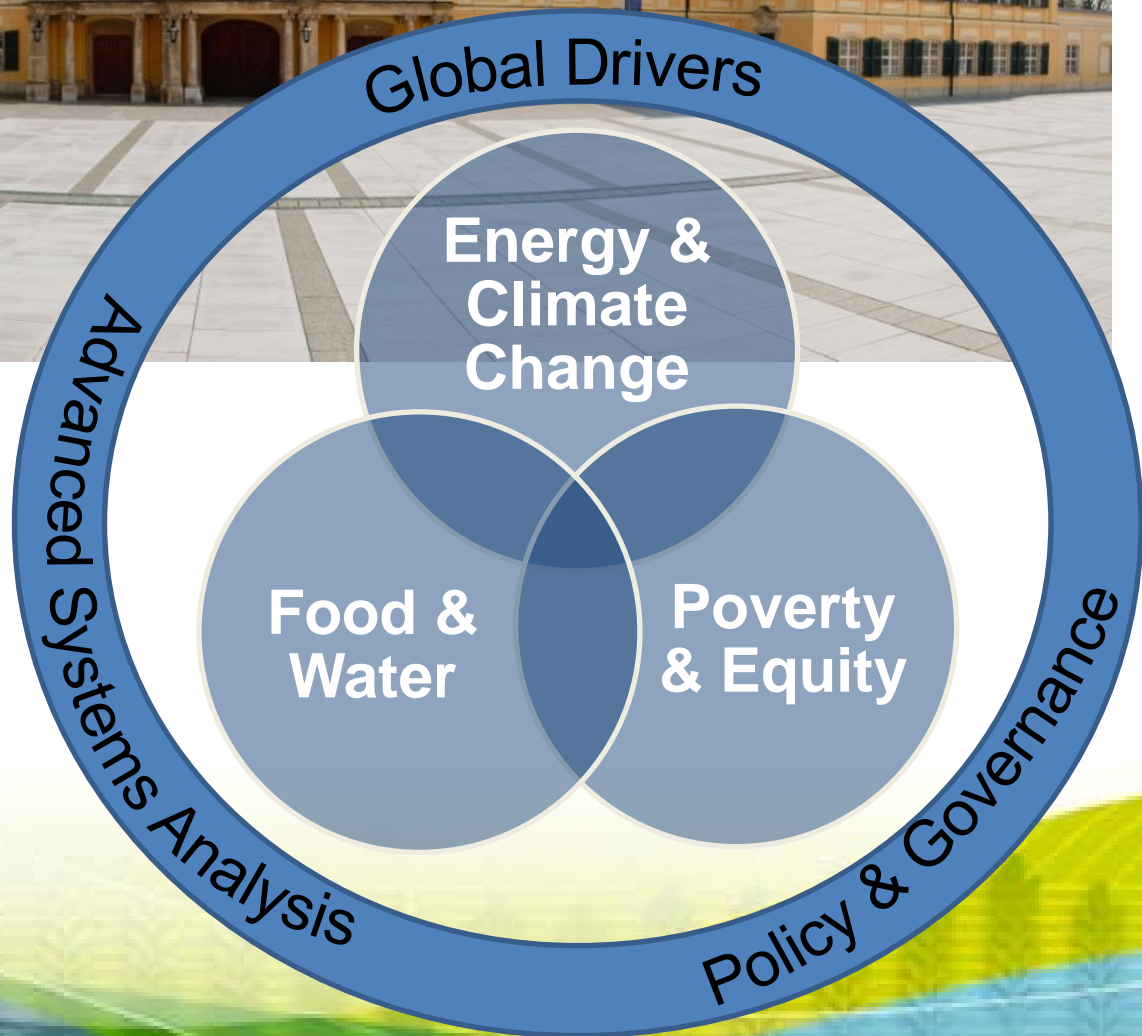 Global Drivers
Energy &
Climate
Change
Advanced Systems Analysis
Food &
Water
Poverty
& Equity
Policy & Governance